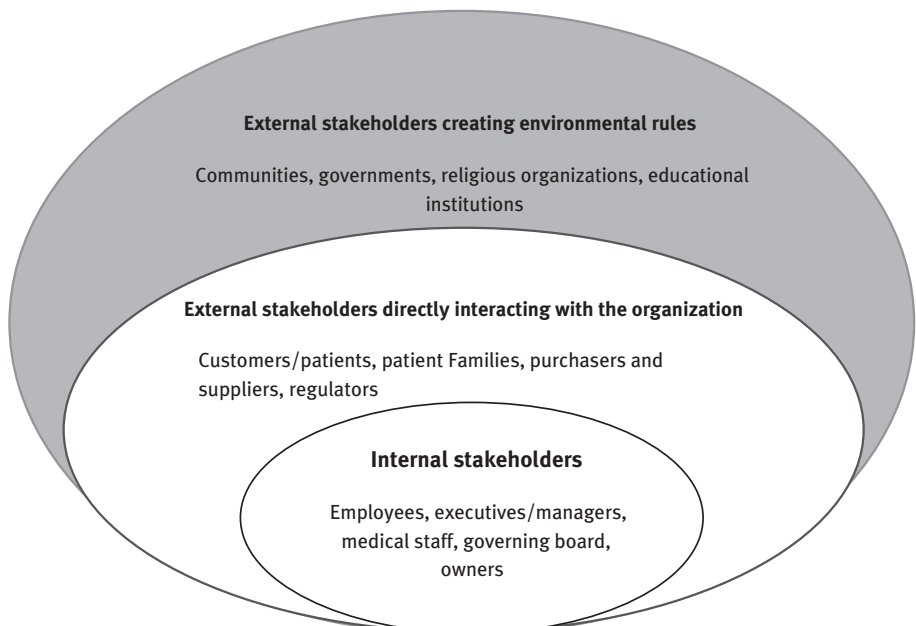 External stakeholders creating environmental rules
Communities, governments, religious organizations, educational
institutions
External stakeholders directly interacting with the organization
Customers/patients, patient Families, purchasers and
suppliers, regulators
Internal stakeholders
Employees, executives/managers,
medical staff, governing board,
owners